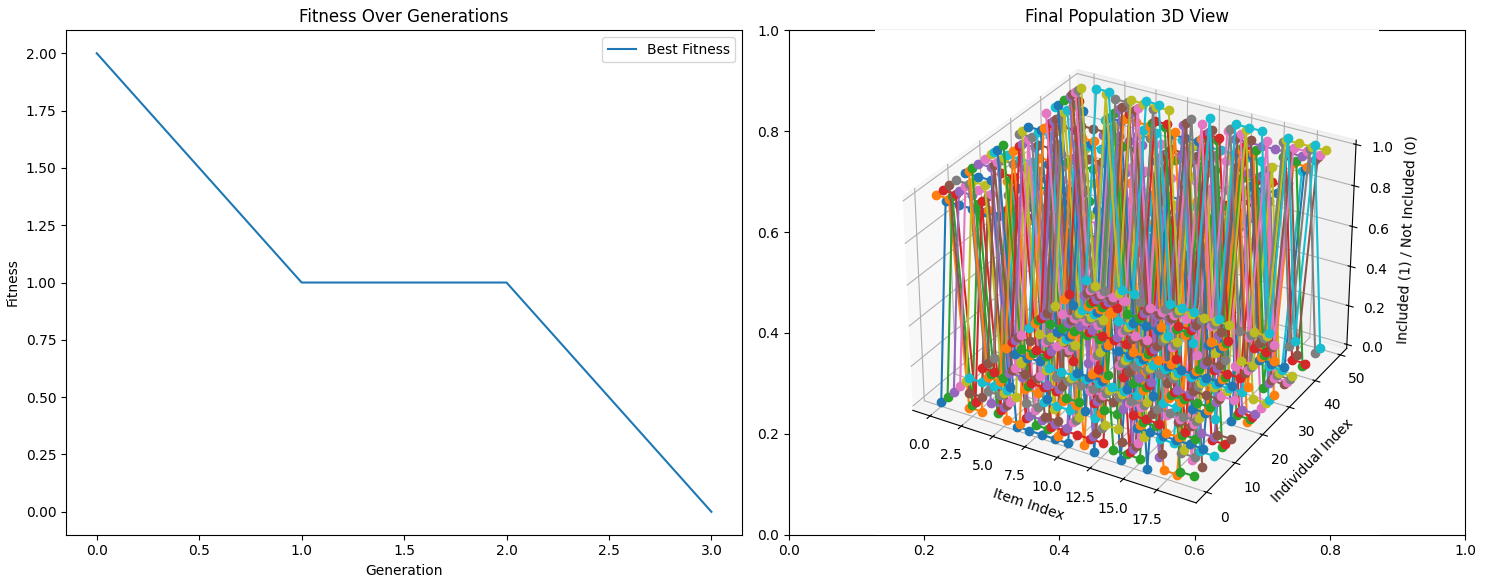 Fitness Over Generations
Best Fitness
2.00
1.75
1.50
1.25
1.00
0.75
0.50
0.25
0.00
Fitness
0.0 0.5 1.0 1.5 2.0 2.5 3.0
Generation
Final Population 3D View
1.0
0.8
0.6
0.4
0.2
0.0
0.0 0.2 0.4 0.6 0.8 1.0
0.0 2.5 5.0 7.5 10.0 12.5 15.0 17.5
Item Index
0 10 20 30 40 50
Individual Index
1.0
0.8
0.6
0.4
0.2
0.0
Included (1) / Not Included (0)